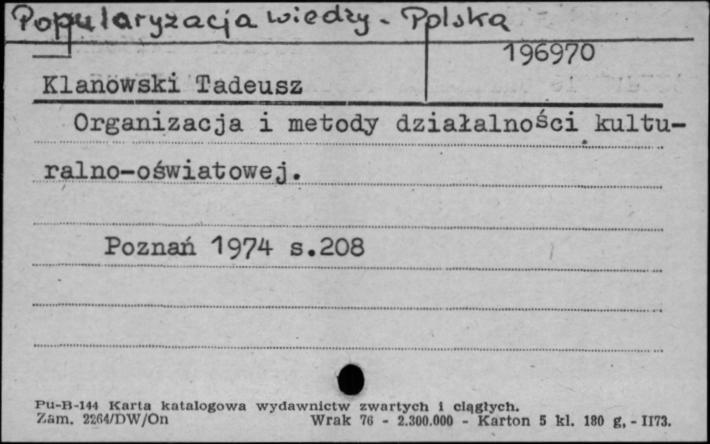 Popularyzacja wiedzy - Polska
196970
Klanowski Tadeusz
Organizacja i metody działalności kultu-
ralno-oświatowej.
Poznań 1974 s.208
Pu-B-144 Karta katalogowa wydawnictw zwartych i ciągłych.
Zam. 2264/DW/On Wrak 76 - 2.300.000 - Karton 5 kl. 180 g, - II73.